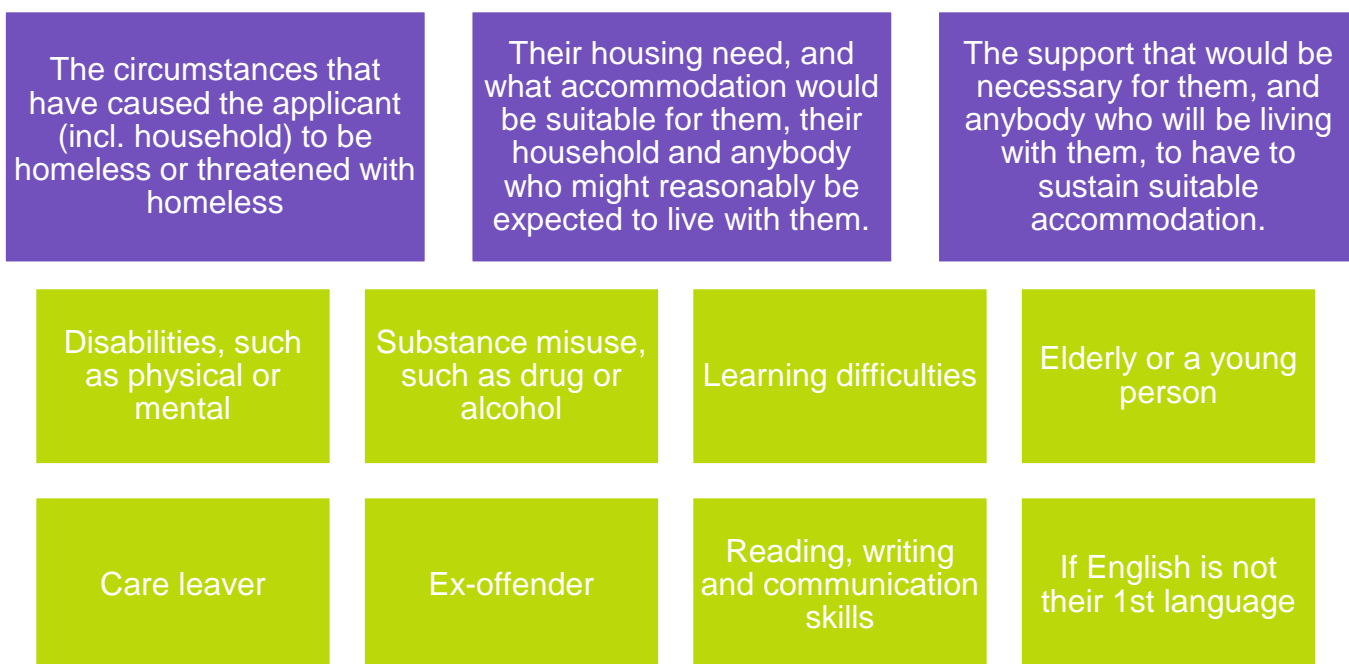 The circumstances that
have caused the applicant
(incl. household) to be
homeless or threatened with
homeless
Their housing need, and
what accommodation would
be suitable for them, their
household and anybody
who might reasonably be
expected to live with them.
The support that would be
necessary for them, and
anybody who will be living
with them, to have to
sustain suitable
accommodation.
Disabilities, such
as physical or
mental
Substance misuse,
such as drug or
alcohol
Learning difficulties
Elderly or a young
person
Care leaver
Ex-offender
Reading, writing
and communication
skills
If English is not
their 1st language